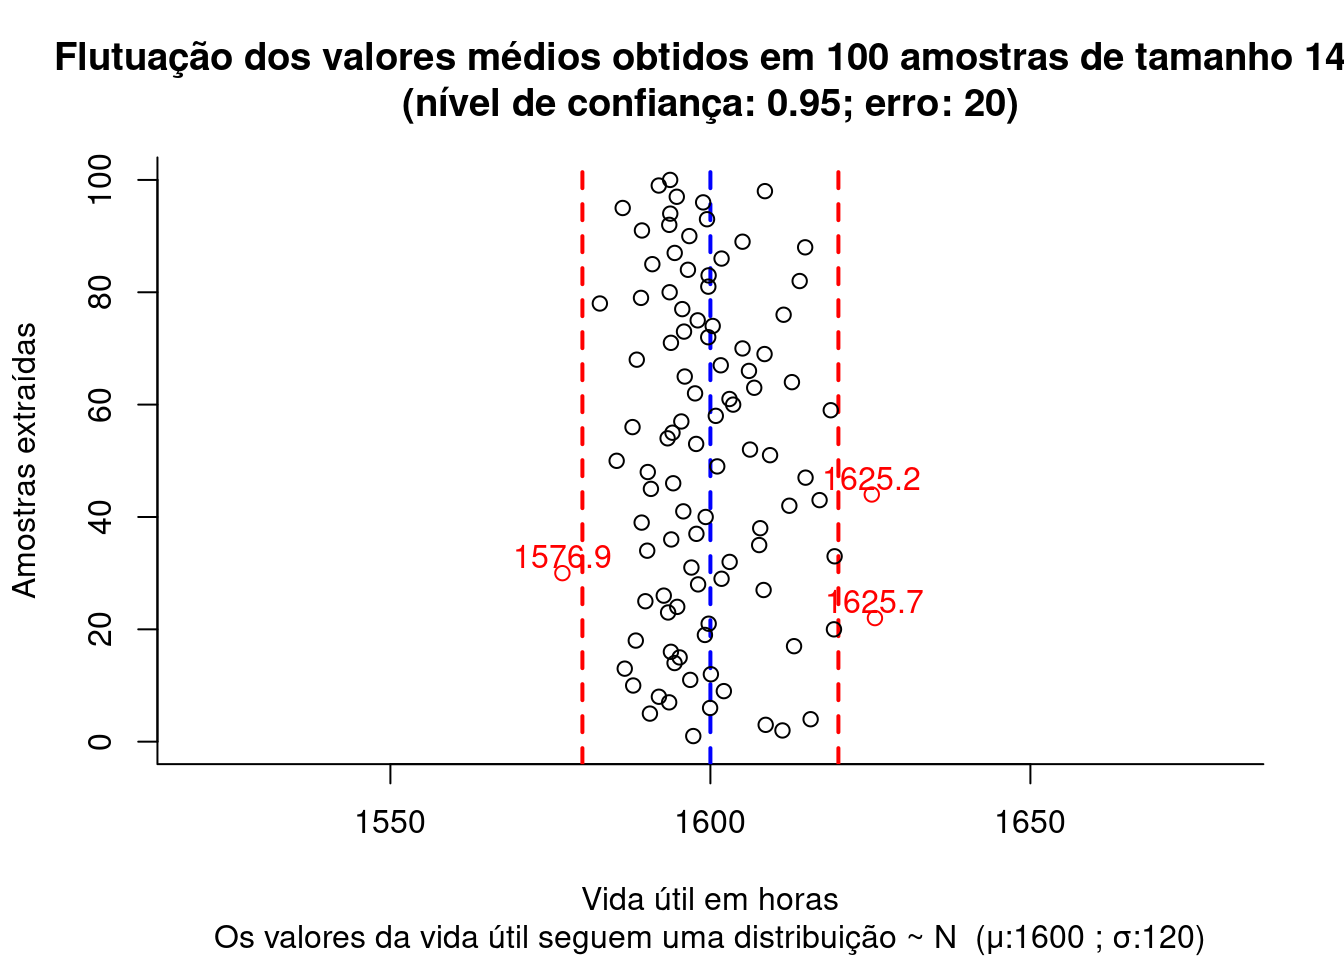 Flutuação dos valores médios obtidos em 100 amostras de tamanho 14
(nível de confiança: 0.95; erro: 20)
Amostras extraídas
100
80
60
40
20
0
1625.2
1576.9
1625.7
1550
1600
1650
Vida útil em horas
Os valores da vida útil seguem uma distribuição ~ N (μ:1600 ; σ:120)